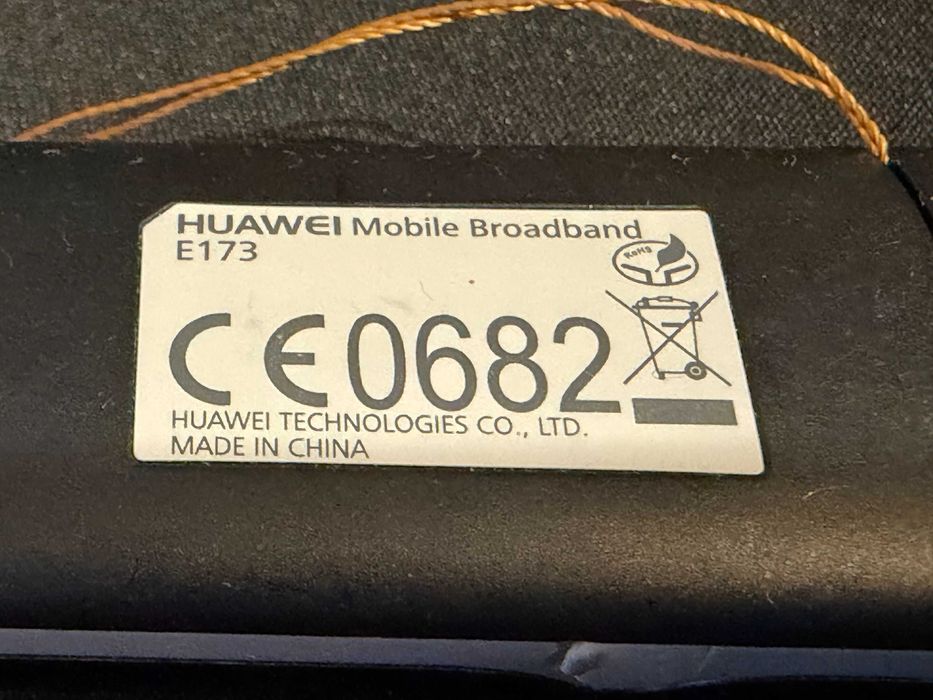 HUAWEI Mobile Broadband
E173
RoHS
CE0682
HUAWEI TECHNOLOGIES CO., LTD.
MADE IN CHINA